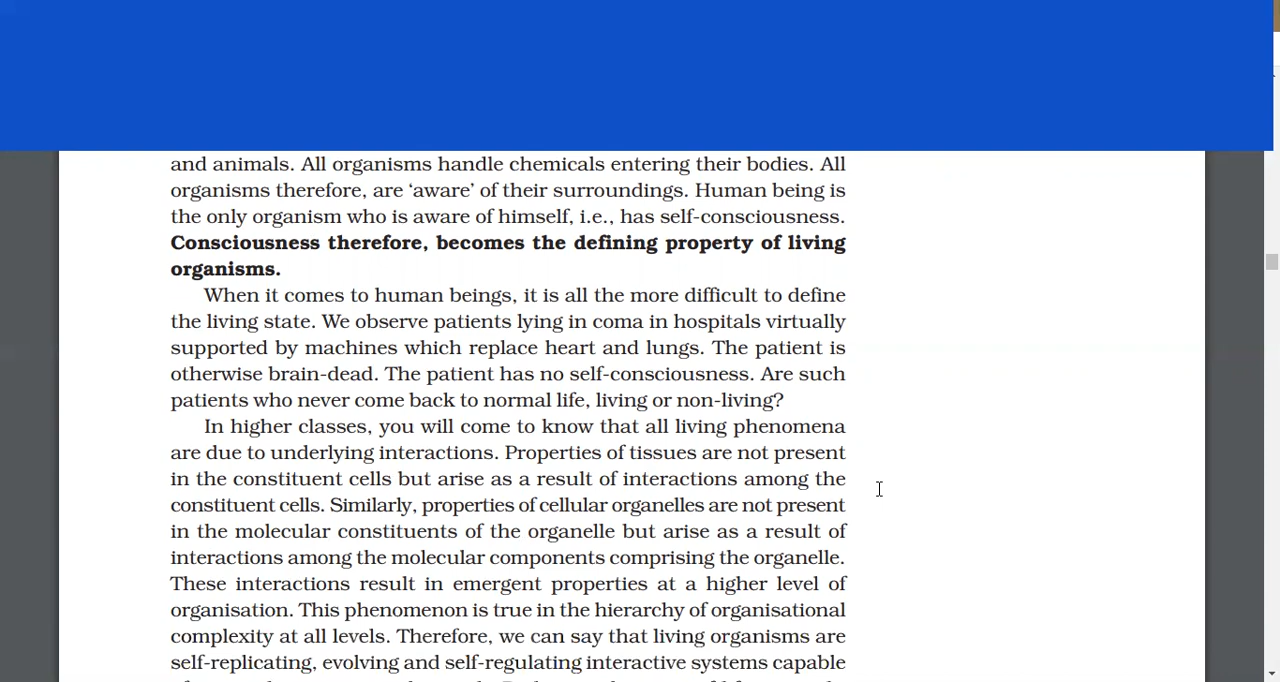 and animals. All organisms handle chemicals entering their bodies. All
organisms therefore, are ‘aware’ of their surroundings. Human being is
the only organism who is aware of himself, i.e., has self-consciousness.
Consciousness therefore, becomes the defining property of living
organisms.
When it comes to human beings, it is all the more difficult to define
the living state. We observe patients lying in coma in hospitals virtually
supported by machines which replace heart and lungs. The patient is
otherwise brain-dead. The patient has no self-consciousness. Are such
patients who never come back to normal life, living or non-living?
In higher classes, you will come to know that all living phenomena
are due to underlying interactions. Properties of tissues are not present
in the constituent cells but arise as a result of interactions among the
constituent cells. Similarly, properties of cellular organelles are not present
in the molecular constituents of the organelle but arise as a result of
interactions among the molecular components comprising the organelle.
These interactions result in emergent properties at a higher level of
organisation. This phenomenon is true in the hierarchy of organisational
complexity at all levels. Therefore, we can say that living organisms are
self-replicating, evolving and self-regulating interactive systems capable